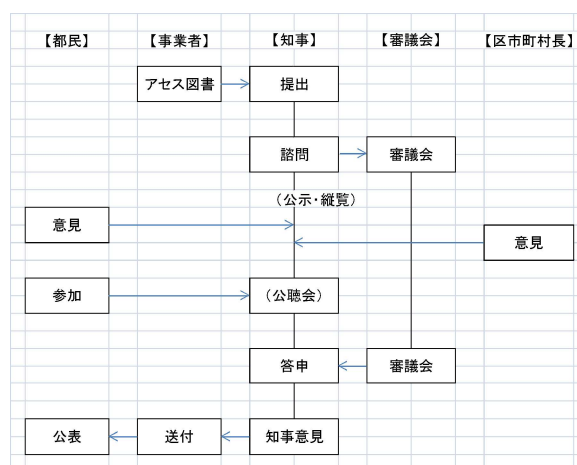 【都民】 【事業者】 【知事】 【審議会】 【区市町村長】
アセス図書 提出
諮問 審議会
（公示・縦覧）
意見
意見
参加 （公聴会）
答申 審議会
公表 送付 知事意見